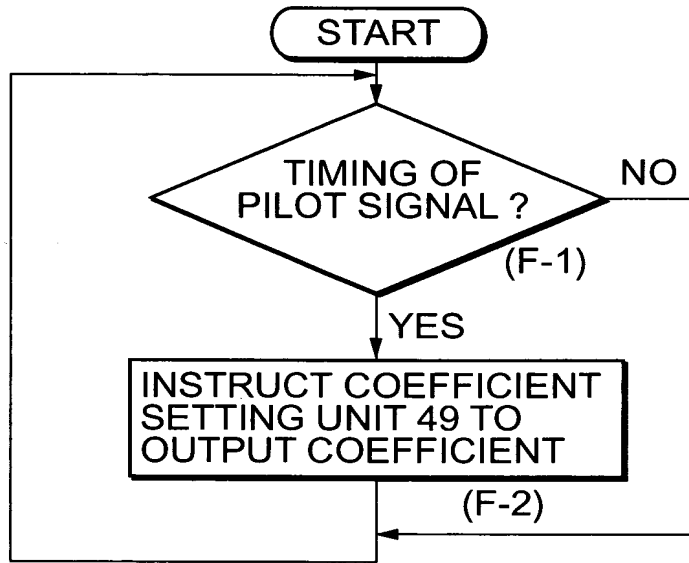 START
TIMING OF
PILOT SIGNAL ?
NO
(F-1)
YES
INSTRUCT COEFFICIENT
SETTING UNIT 49 TO
OUTPUT COEFFICIENT
(F-2)